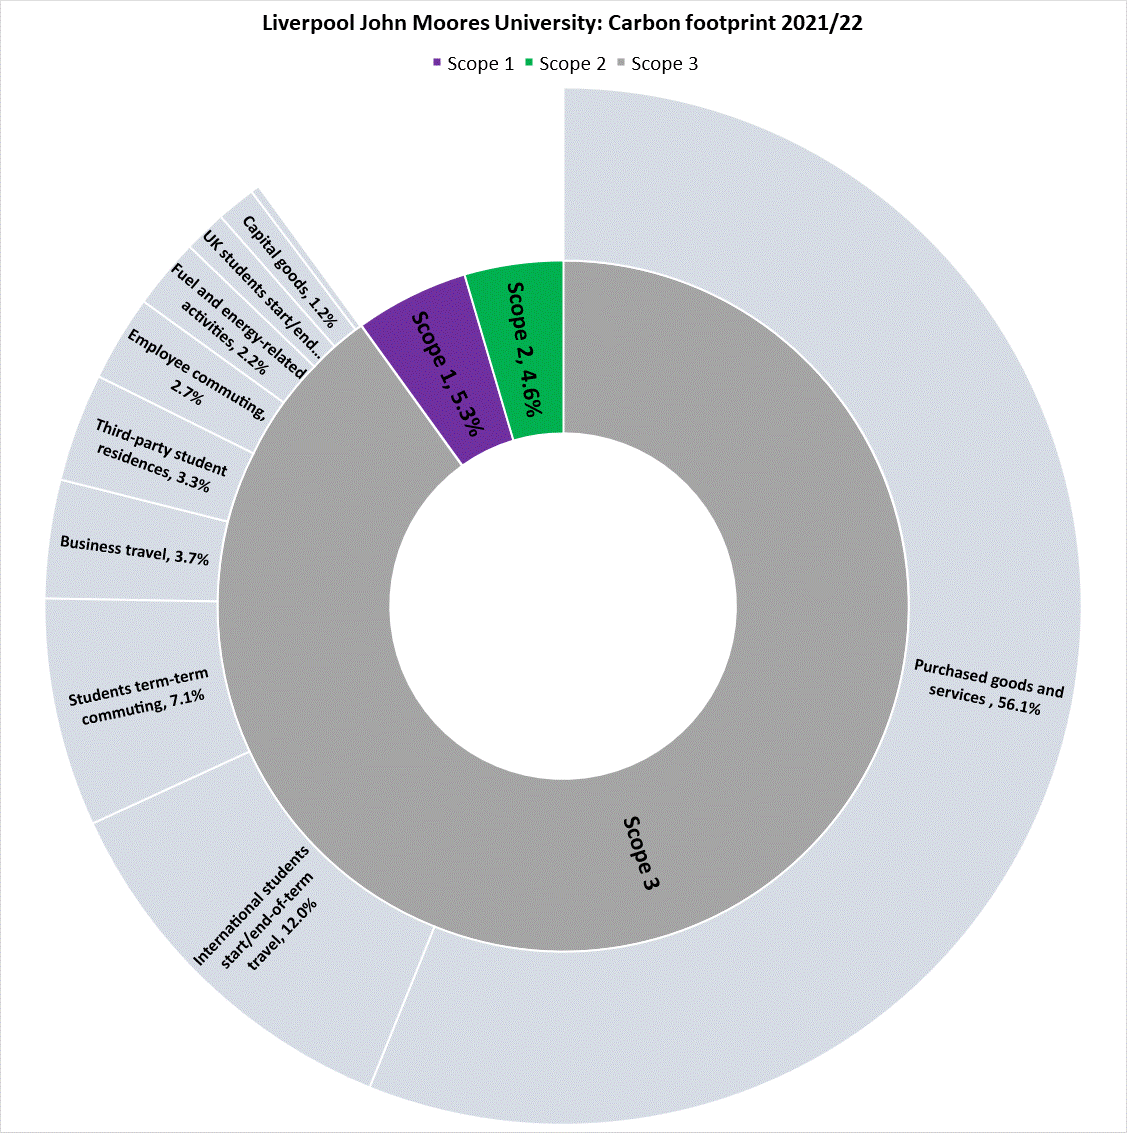 Liverpool John Moores University: Carbon footprint 2021/22
Scope 1 Scope 2 Scope 3
Capital goods, 1.2%
UK students start/end...
Fuel and energy-related
activities, 2.2%
Employee commuting,
2.7%
Third-party student
residences, 3.3%
Business travel, 3.7%
Students term-term
commuting, 7.1%
International students
start/end-of-term
travel, 12.0%
Scope 1, 5.3%
Scope 2, 4.6%
Scope 3
Purchased goods and
services , 56.1%